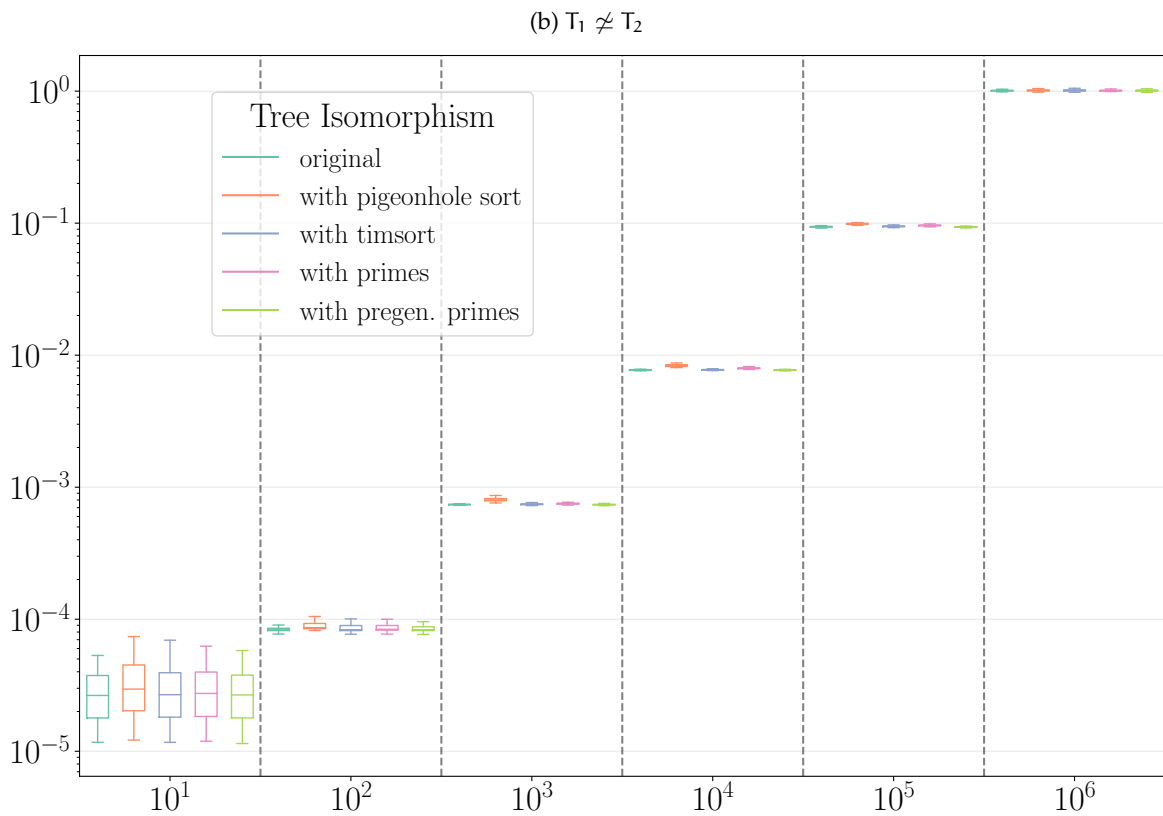 (b) T₁ ≄ T₂
10⁰
Tree Isomorphism
original
with pigeonhole sort
with timsort
with primes
with pregen. primes
10⁻¹
10⁻²
10⁻³
10⁻⁴
10⁻⁵
10¹ 10² 10³ 10⁴ 10⁵ 10⁶